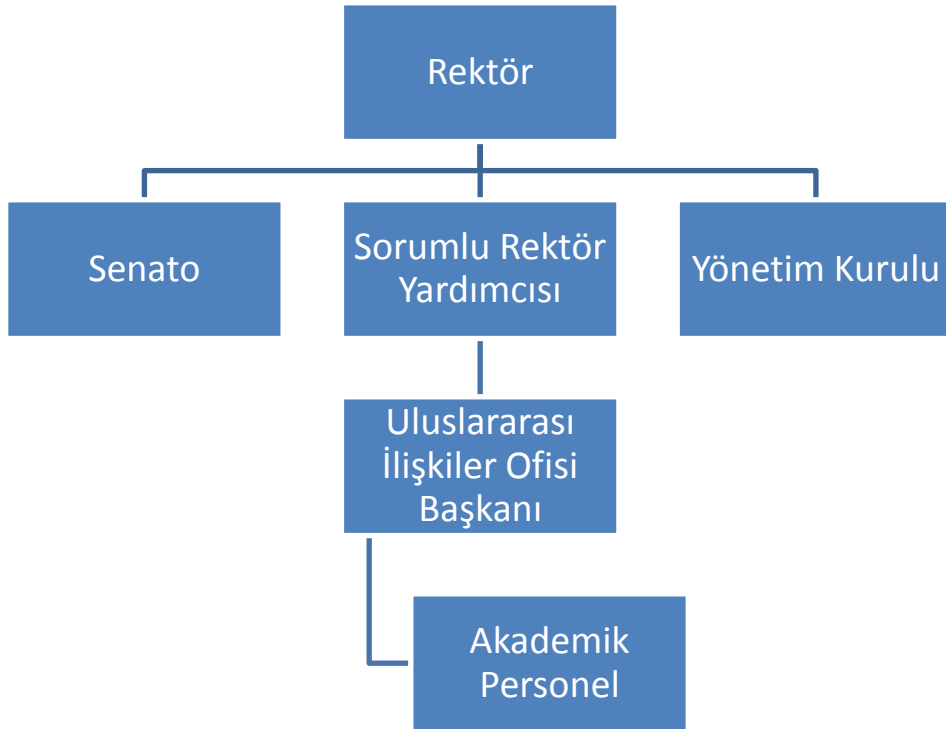 Rektör
Senato
Sorumlu Rektör
Yardımcısı
Yönetim Kurulu
Uluslararası
İlişkiler Ofisi
Başkanı
Akademik
Personel